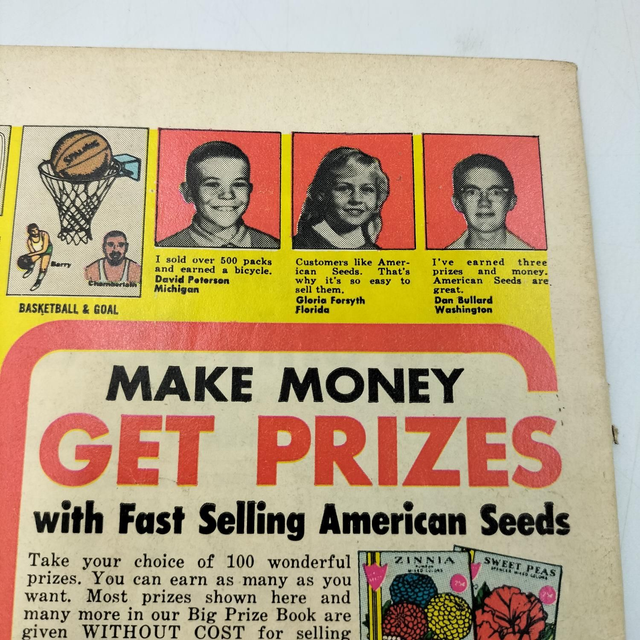 SPALDING
Barry
Chamberlain
BASKETBALL & GOAL
I sold over 500 packs
and earned a bicycle.
David Peterson
Michigan
Customers like Amer-
ican Seeds. That's
why it's so easy to
sell them.
Gloria Forsyth
Florida
I've earned three
prizes and money.
American Seeds are
great.
Dan Bullard
Washington
MAKE MONEY
GET PRIZES
with Fast Selling American Seeds
Take your choice of 100 wonderful
prizes. You can earn as many as you
want. Most prizes shown here and
many more in our Big Prize Book are
given WITHOUT COST for selling
ZINNIA
MIXED COLORS
SWEET PEAS
MIXED COLORS